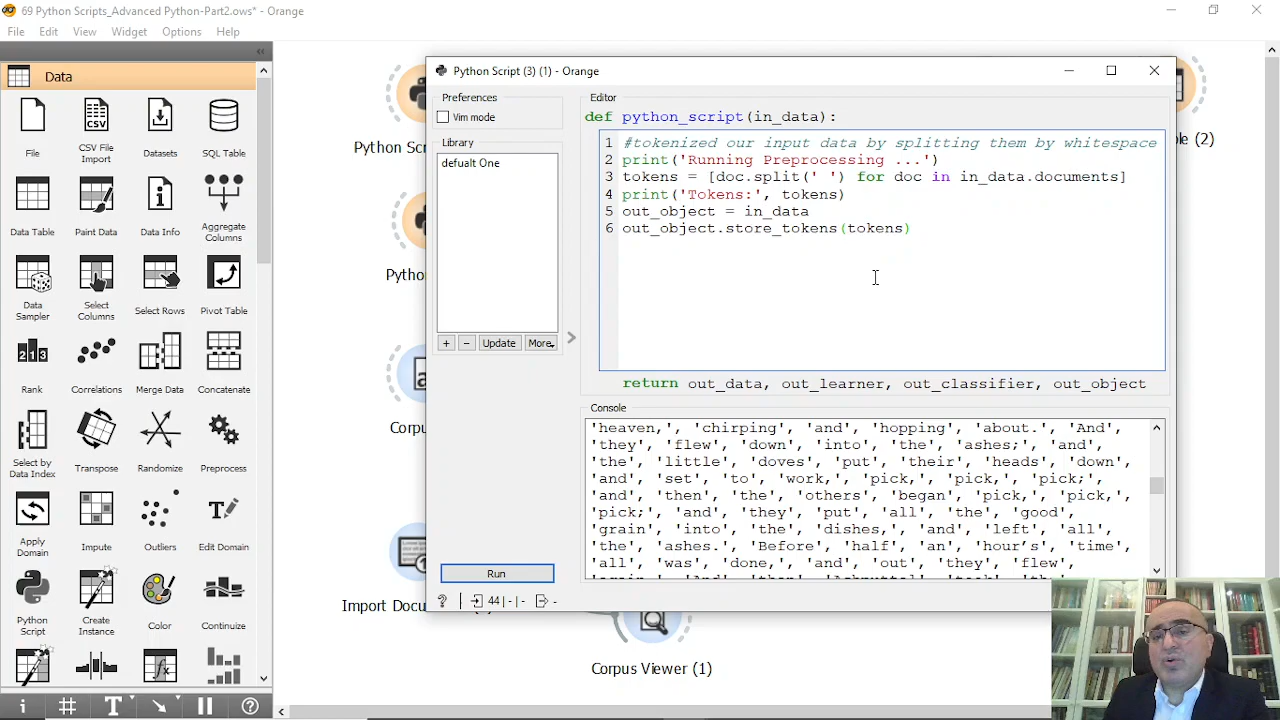 69 Python Scripts_Advanced Python-Part2.ows* - Orange
File Edit View Widget Options Help
Data
File
CSV File Import
Datasets
SQL Table
Data Table
Paint Data
Data Info
Aggregate Columns
Data Sampler
Select Columns
Select Rows
Pivot Table
Rank
Correlations
Merge Data
Concatenate
Select by Data Index
Transpose
Randomize
Preprocess
Apply Domain
Impute
Outliers
Edit Domain
Python Script
Create Instance
Color
Continuize
Python Scr
Python
Corpu
Import Docu
Corpus Viewer (1)
le (2)
Python Script (3) (1) - Orange
Preferences
Vim mode
Library
defualt One
+ - Update More
Run
44 | - | - -
Editor
def python_script(in_data):
1 #tokenized our input data by splitting them by whitespace
2 print('Running Preprocessing ...')
3 tokens = [doc.split(' ') for doc in in_data.documents]
4 print('Tokens:', tokens)
5 out_object = in_data
6 out_object.store_tokens(tokens)
return out_data, out_learner, out_classifier, out_object
Console
'heaven,', 'chirping', 'and', 'hopping', 'about.', 'And',
'they', 'flew', 'down', 'into', 'the', 'ashes;', 'and',
'the', 'little', 'doves', 'put', 'their', 'heads', 'down',
'and', 'set', 'to', 'work,', 'pick,', 'pick,', 'pick;',
'and', 'then', 'the', 'others', 'began', 'pick,', 'pick,',
'pick;', 'and', 'they', 'put', 'all', 'the', 'good',
'grain', 'into', 'the', 'dishes,', 'and', 'left', 'all',
'the', 'ashes.', 'Before', 'half', 'an', "hour's", 'time',
'all', 'was', 'done,', 'and', 'out', 'they', 'flew',